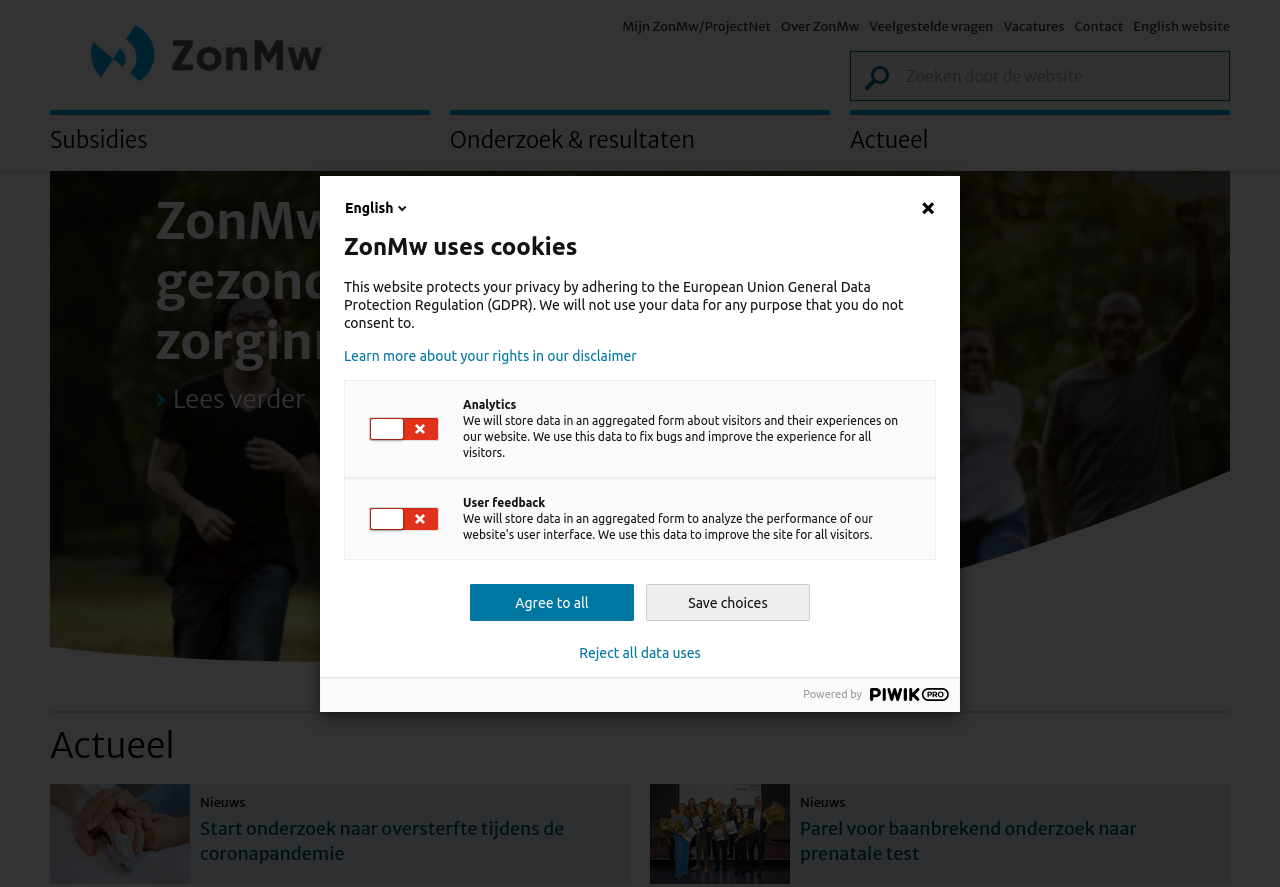 Mijn ZonMw/ProjectNet Over ZonMw Veelgestelde vragen Vacatures Contact English website
ZonMw
Zoeken door de website
Subsidies
Onderzoek & resultaten
Actueel
ZonMw
Lees verder
English
ZonMw uses cookies
This website protects your privacy by adhering to the European Union General Data
Protection Regulation (GDPR). We will not use your data for any purpose that you do not
consent to.
Learn more about your rights in our disclaimer
Analytics
We will store data in an aggregated form about visitors and their experiences on
our website. We use this data to fix bugs and improve the experience for all
visitors.
User feedback
We will store data in an aggregated form to analyze the performance of our
website's user interface. We use this data to improve the site for all visitors.
Agree to all
Save choices
Reject all data uses
Powered by PIWIK PRO
Actueel
Nieuws
Start onderzoek naar oversterfte tijdens de
coronapandemie
Nieuws
Parel voor baanbrekend onderzoek naar
prenatale test